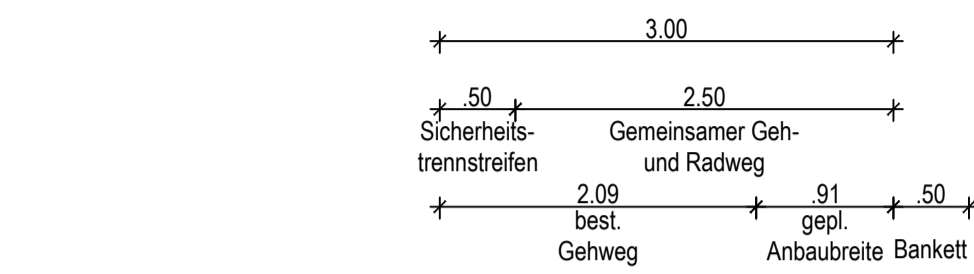 3.00
.50 2.50
Sicherheits- Gemeinsamer Geh-
trennstreifen und Radweg
2.09 .91 .50
best. gepl.
Gehweg Anbaubreite Bankett